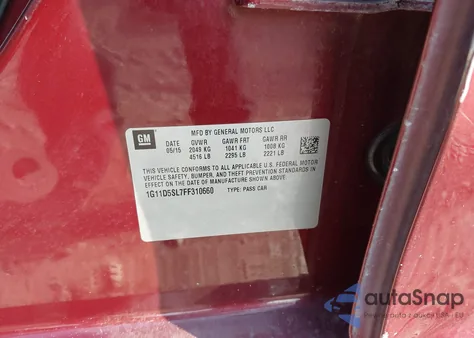 GM
MFD BY GENERAL MOTORS LLC
DATE GVWR GAWR FRT GAWR RR
05/15 2049 KG 1041 KG 1008 KG
4516 LB 2295 LB 2221 LB
THIS VEHICLE CONFORMS TO ALL APPLICABLE U.S. FEDERAL MOTOR
VEHICLE SAFETY, BUMPER, AND THEFT PREVENTION STANDARDS IN
EFFECT ON THE DATE OF MANUFACTURE SHOWN ABOVE.
1G11D5SL7FF310660 TYPE: PASS CAR
autoSnap